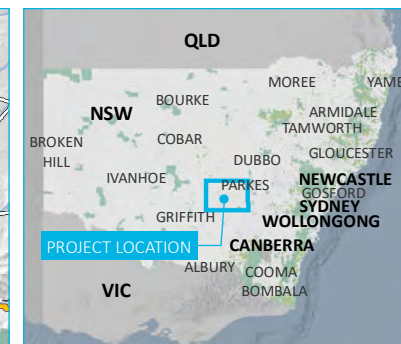 QLD
MOREE
YAMB
BOURKE
NSW
ARMIDALE
TAMWORTH
BROKEN
HILL
COBAR
GLOUCESTER
DUBBO
IVANHOE
PARKES
NEWCASTLE
GOSFORD
SYDNEY
GRIFFITH
WOLLONGONG
PROJECT LOCATION
CANBERRA
ALBURY
COOMA
VIC
BOMBALA